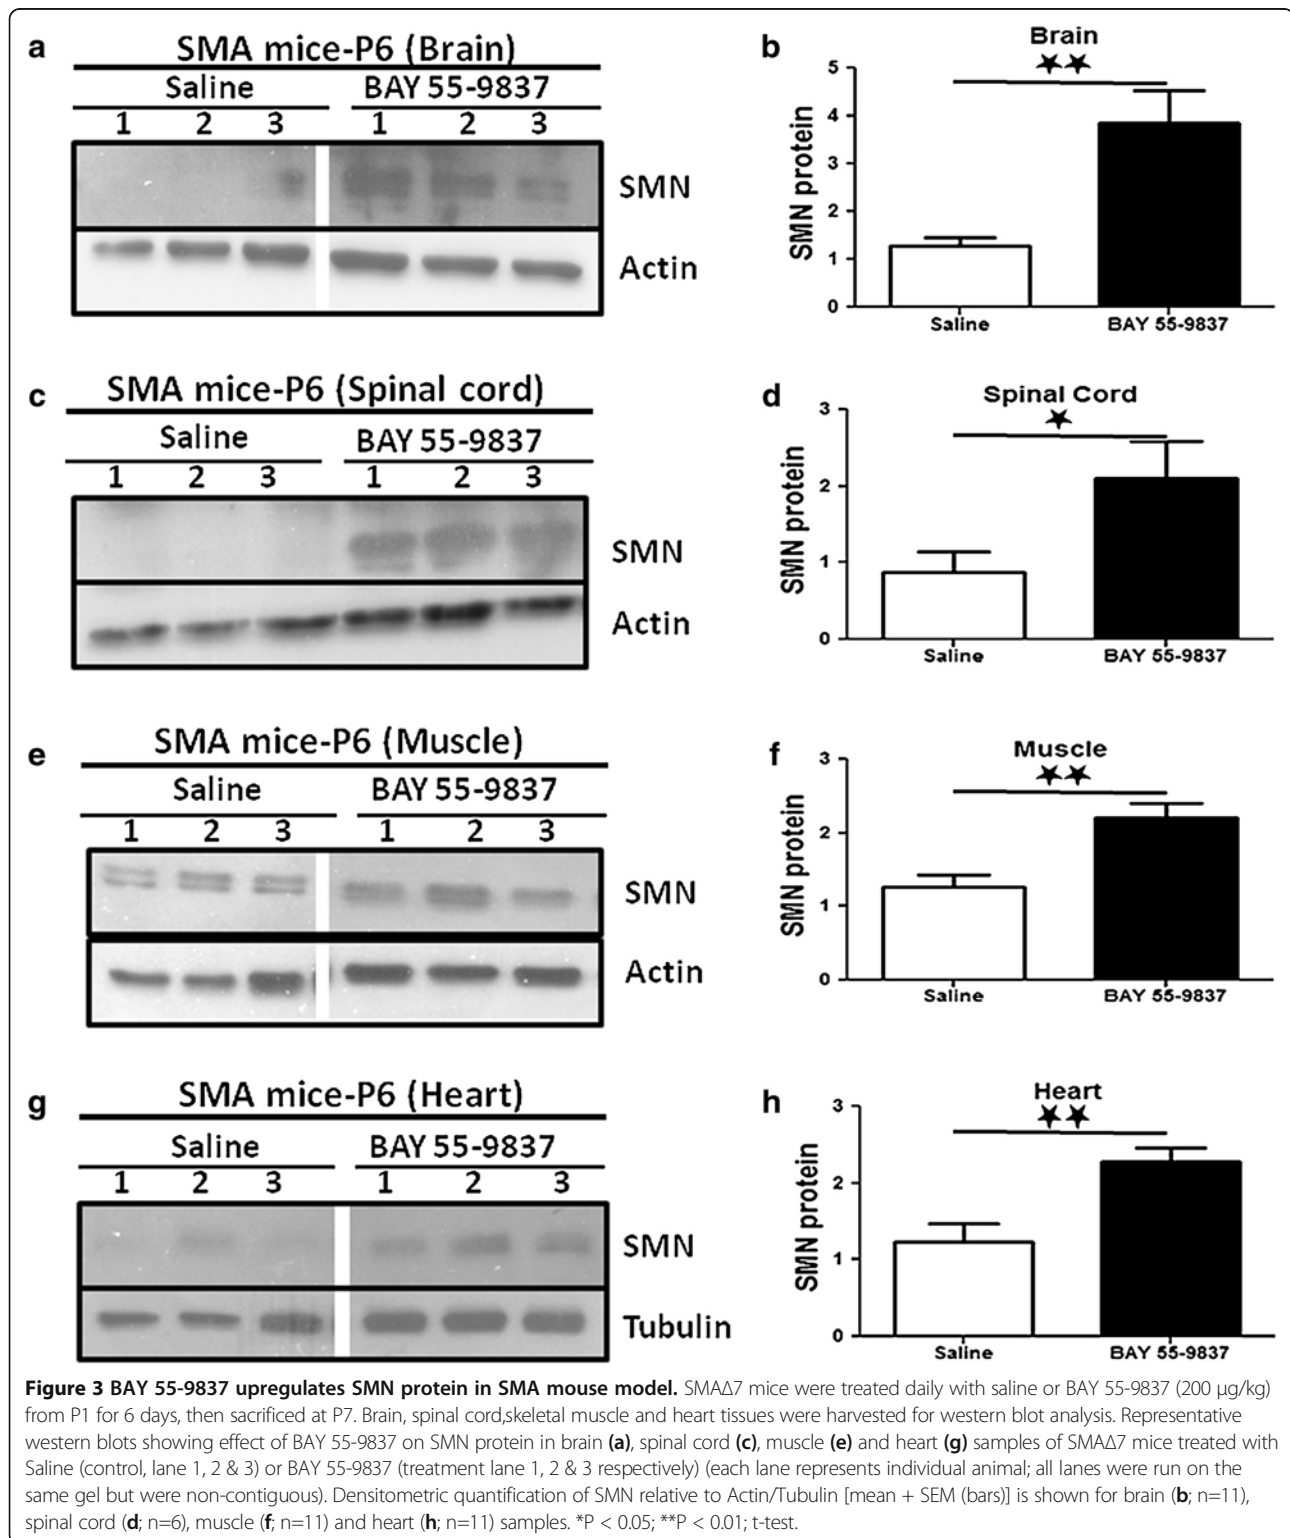 a
SMA mice-P6 (Brain)
Saline BAY 55-9837
1 2 3 1 2 3
SMN
Actin
b
Brain
★★
SMN protein
5
4
3
2
1
0
Saline BAY 55-9837
c
SMA mice-P6 (Spinal cord)
Saline BAY 55-9837
1 2 3 1 2 3
SMN
Actin
d
Spinal Cord
★
SMN protein
3
2
1
0
Saline BAY 55-9837
e
SMA mice-P6 (Muscle)
Saline BAY 55-9837
1 2 3 1 2 3
SMN
Actin
f
Muscle
★★
SMN protein
3
2
1
0
Saline BAY 55-9837
g
SMA mice-P6 (Heart)
Saline BAY 55-9837
1 2 3 1 2 3
SMN
Tubulin
h
Heart
★★
SMN protein
3
2
1
0
Saline BAY 55-9837
Figure 3 BAY 55-9837 upregulates SMN protein in SMA mouse model. SMAΔ7 mice were treated daily with saline or BAY 55-9837 (200 μg/kg)
from P1 for 6 days, then sacrificed at P7. Brain, spinal cord,skeletal muscle and heart tissues were harvested for western blot analysis. Representative
western blots showing effect of BAY 55-9837 on SMN protein in brain (a), spinal cord (c), muscle (e) and heart (g) samples of SMAΔ7 mice treated with
Saline (control, lane 1, 2 & 3) or BAY 55-9837 (treatment lane 1, 2 & 3 respectively) (each lane represents individual animal; all lanes were run on the
same gel but were non-contiguous). Densitometric quantification of SMN relative to Actin/Tubulin [mean + SEM (bars)] is shown for brain (b; n=11),
spinal cord (d; n=6), muscle (f; n=11) and heart (h; n=11) samples. *P < 0.05; **P < 0.01; t-test.